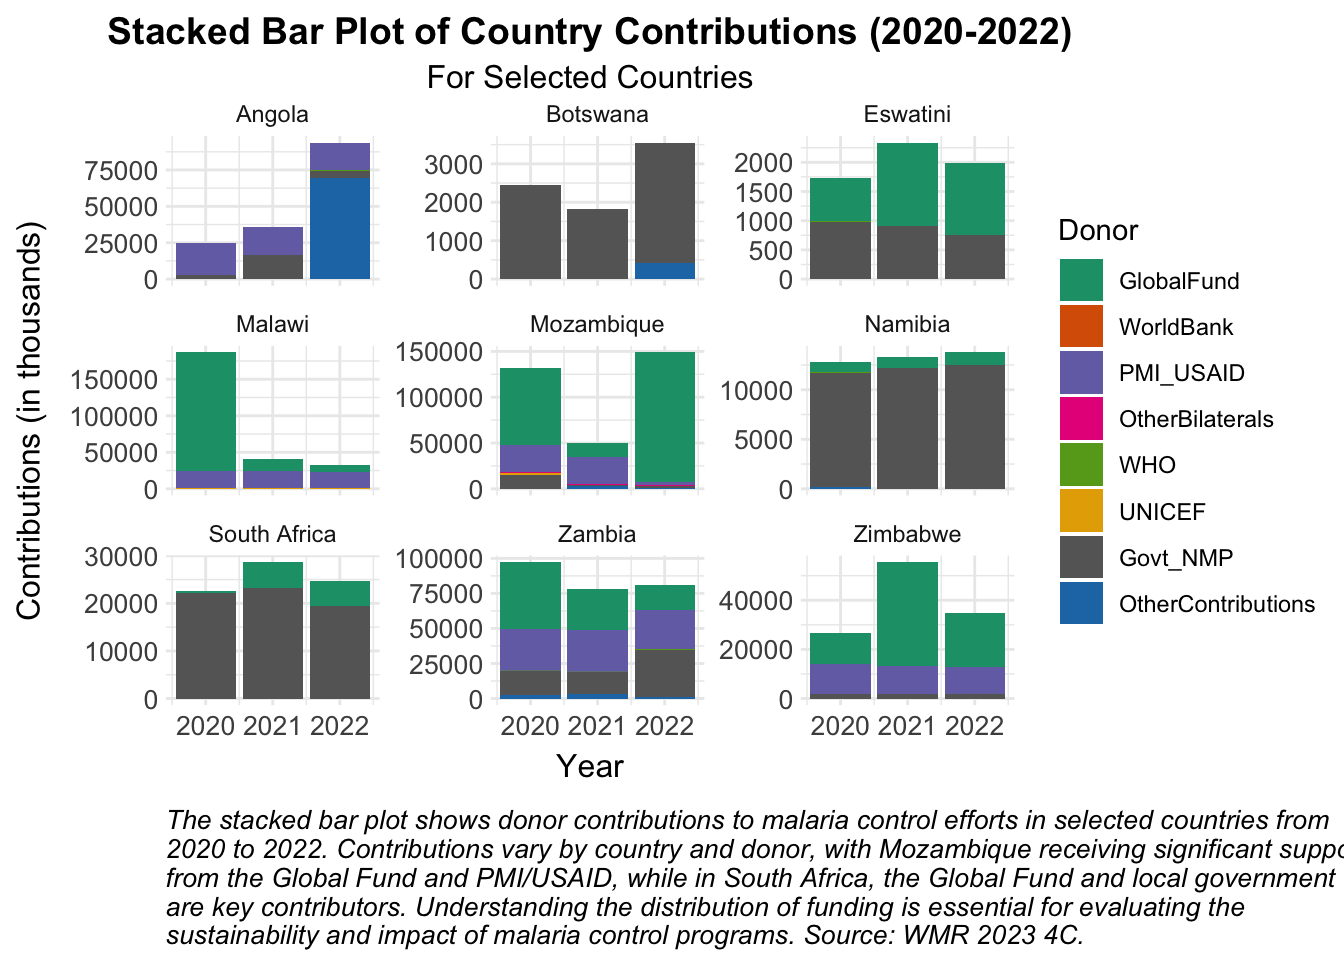 Stacked Bar Plot of Country Contributions (2020-2022)
For Selected Countries
Angola
Botswana
Eswatini
75000
50000
25000
0
3000
2000
1000
0
2000
1500
1000
500
0
Malawi
Mozambique
Namibia
150000
100000
50000
0
150000
100000
50000
0
10000
5000
0
South Africa
Zambia
Zimbabwe
30000
20000
10000
0
100000
75000
50000
25000
0
40000
20000
0
2020 2021 2022
2020 2021 2022
2020 2021 2022
Year
Contributions (in thousands)
Donor
GlobalFund
WorldBank
PMI_USAID
OtherBilaterals
WHO
UNICEF
Govt_NMP
OtherContributions
The stacked bar plot shows donor contributions to malaria control efforts in selected countries from
2020 to 2022. Contributions vary by country and donor, with Mozambique receiving significant suppo
from the Global Fund and PMI/USAID, while in South Africa, the Global Fund and local government
are key contributors. Understanding the distribution of funding is essential for evaluating the
sustainability and impact of malaria control programs. Source: WMR 2023 4C.